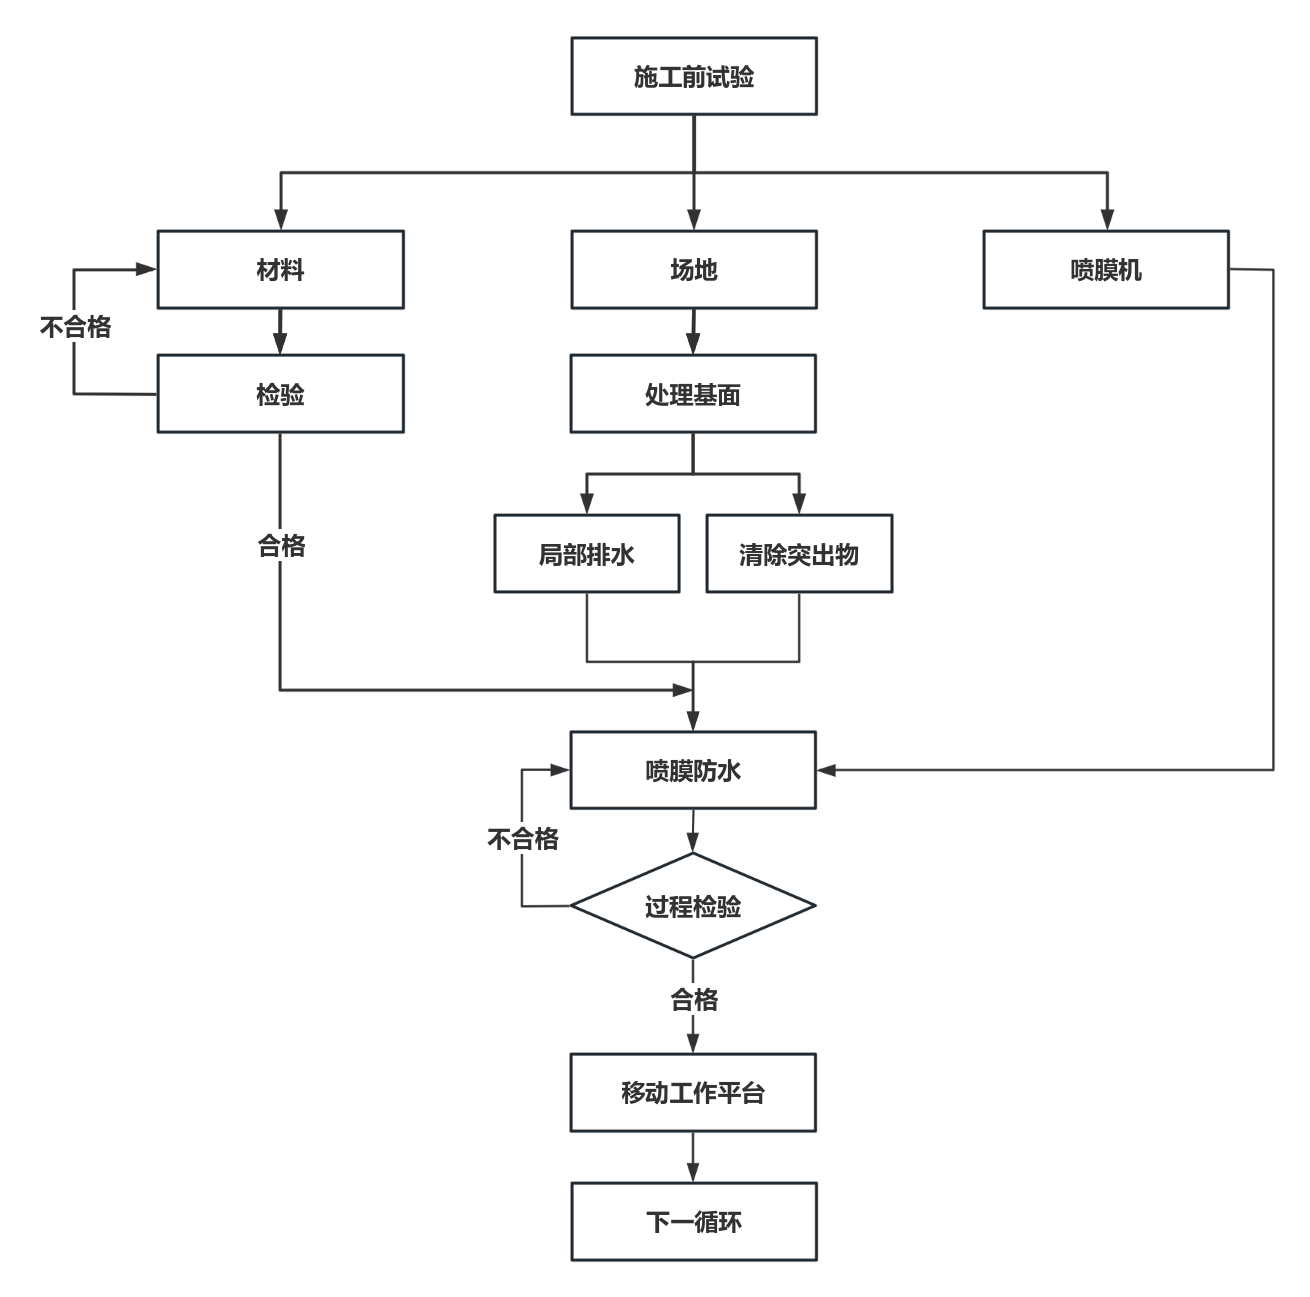 施工前试验
材料
场地
喷膜机
不合格
检验
处理基面
合格
局部排水
清除突出物
喷膜防水
不合格
过程检验
合格
移动工作平台
下一循环